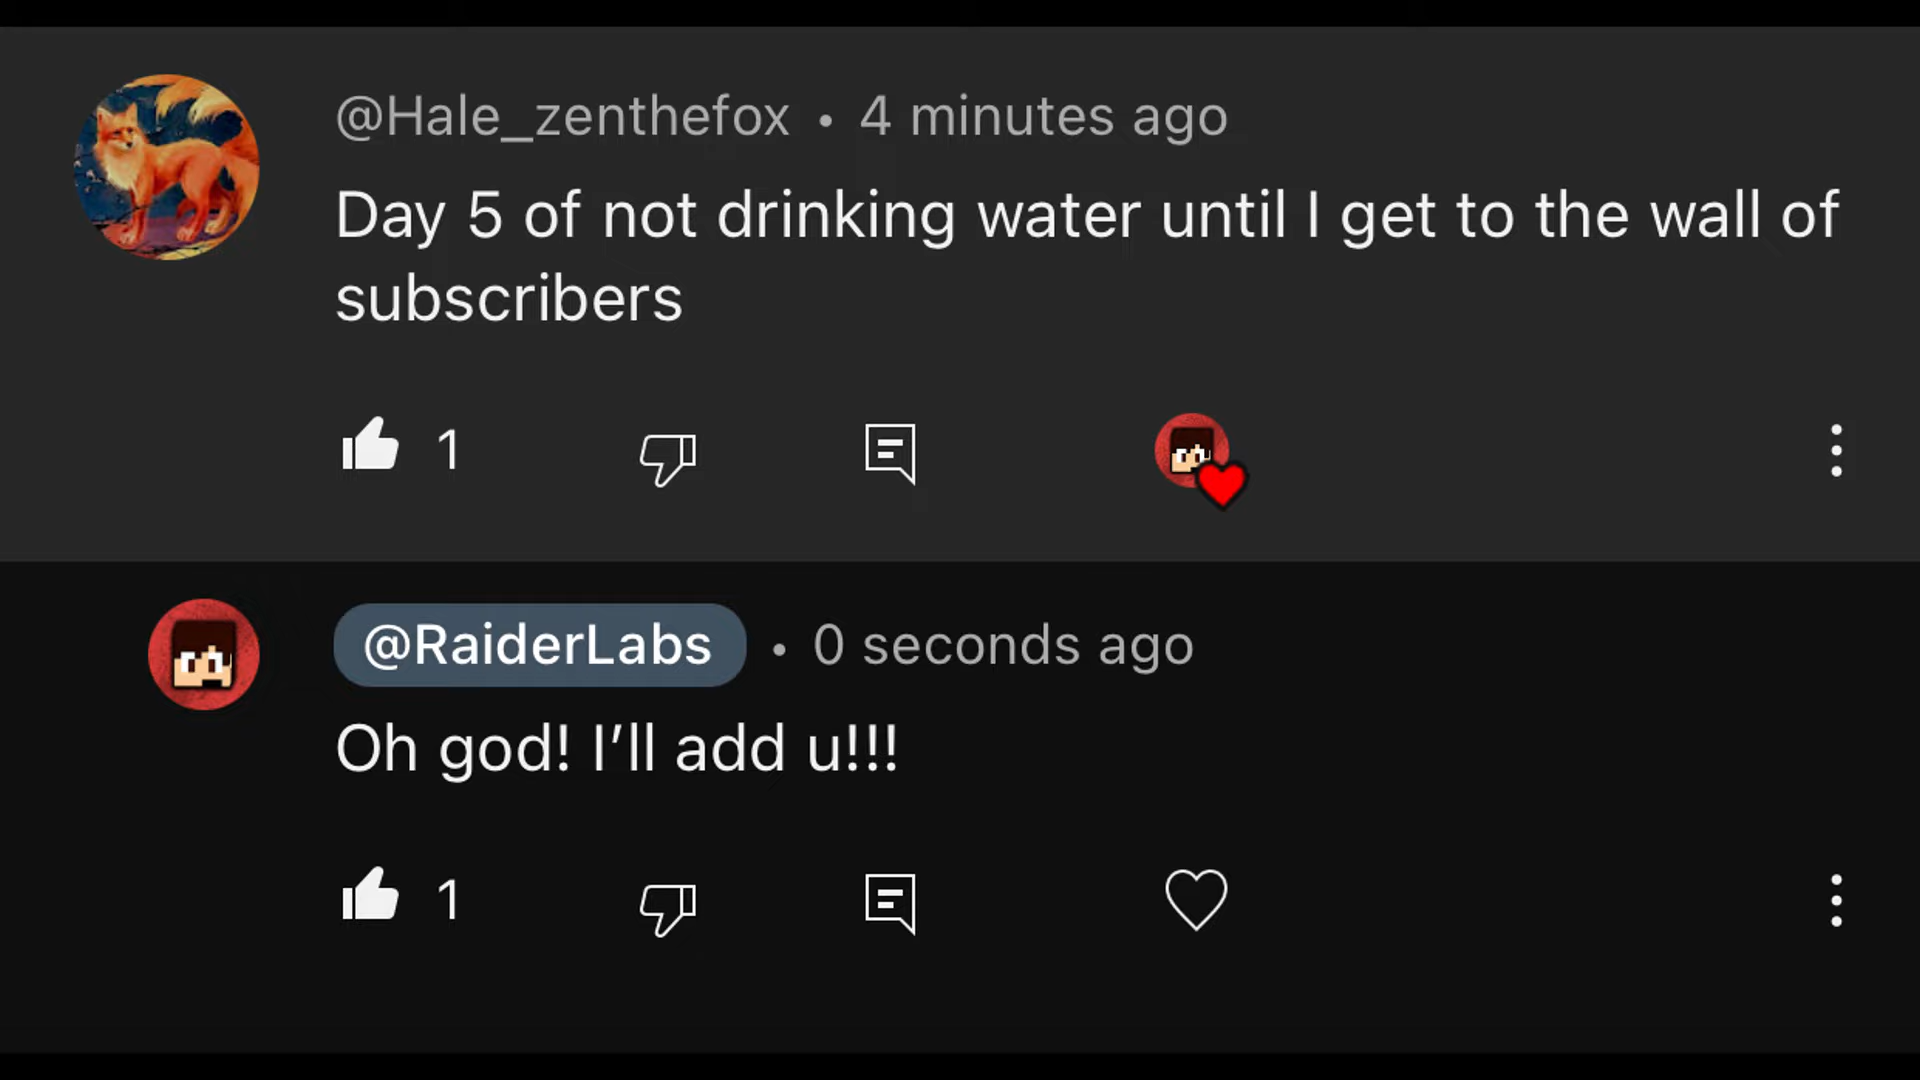 @Hale_zenthefox • 4 minutes ago
Day 5 of not drinking water until I get to the wall of
subscribers
1
@RaiderLabs • 0 seconds ago
Oh god! I’ll add u!!!
1